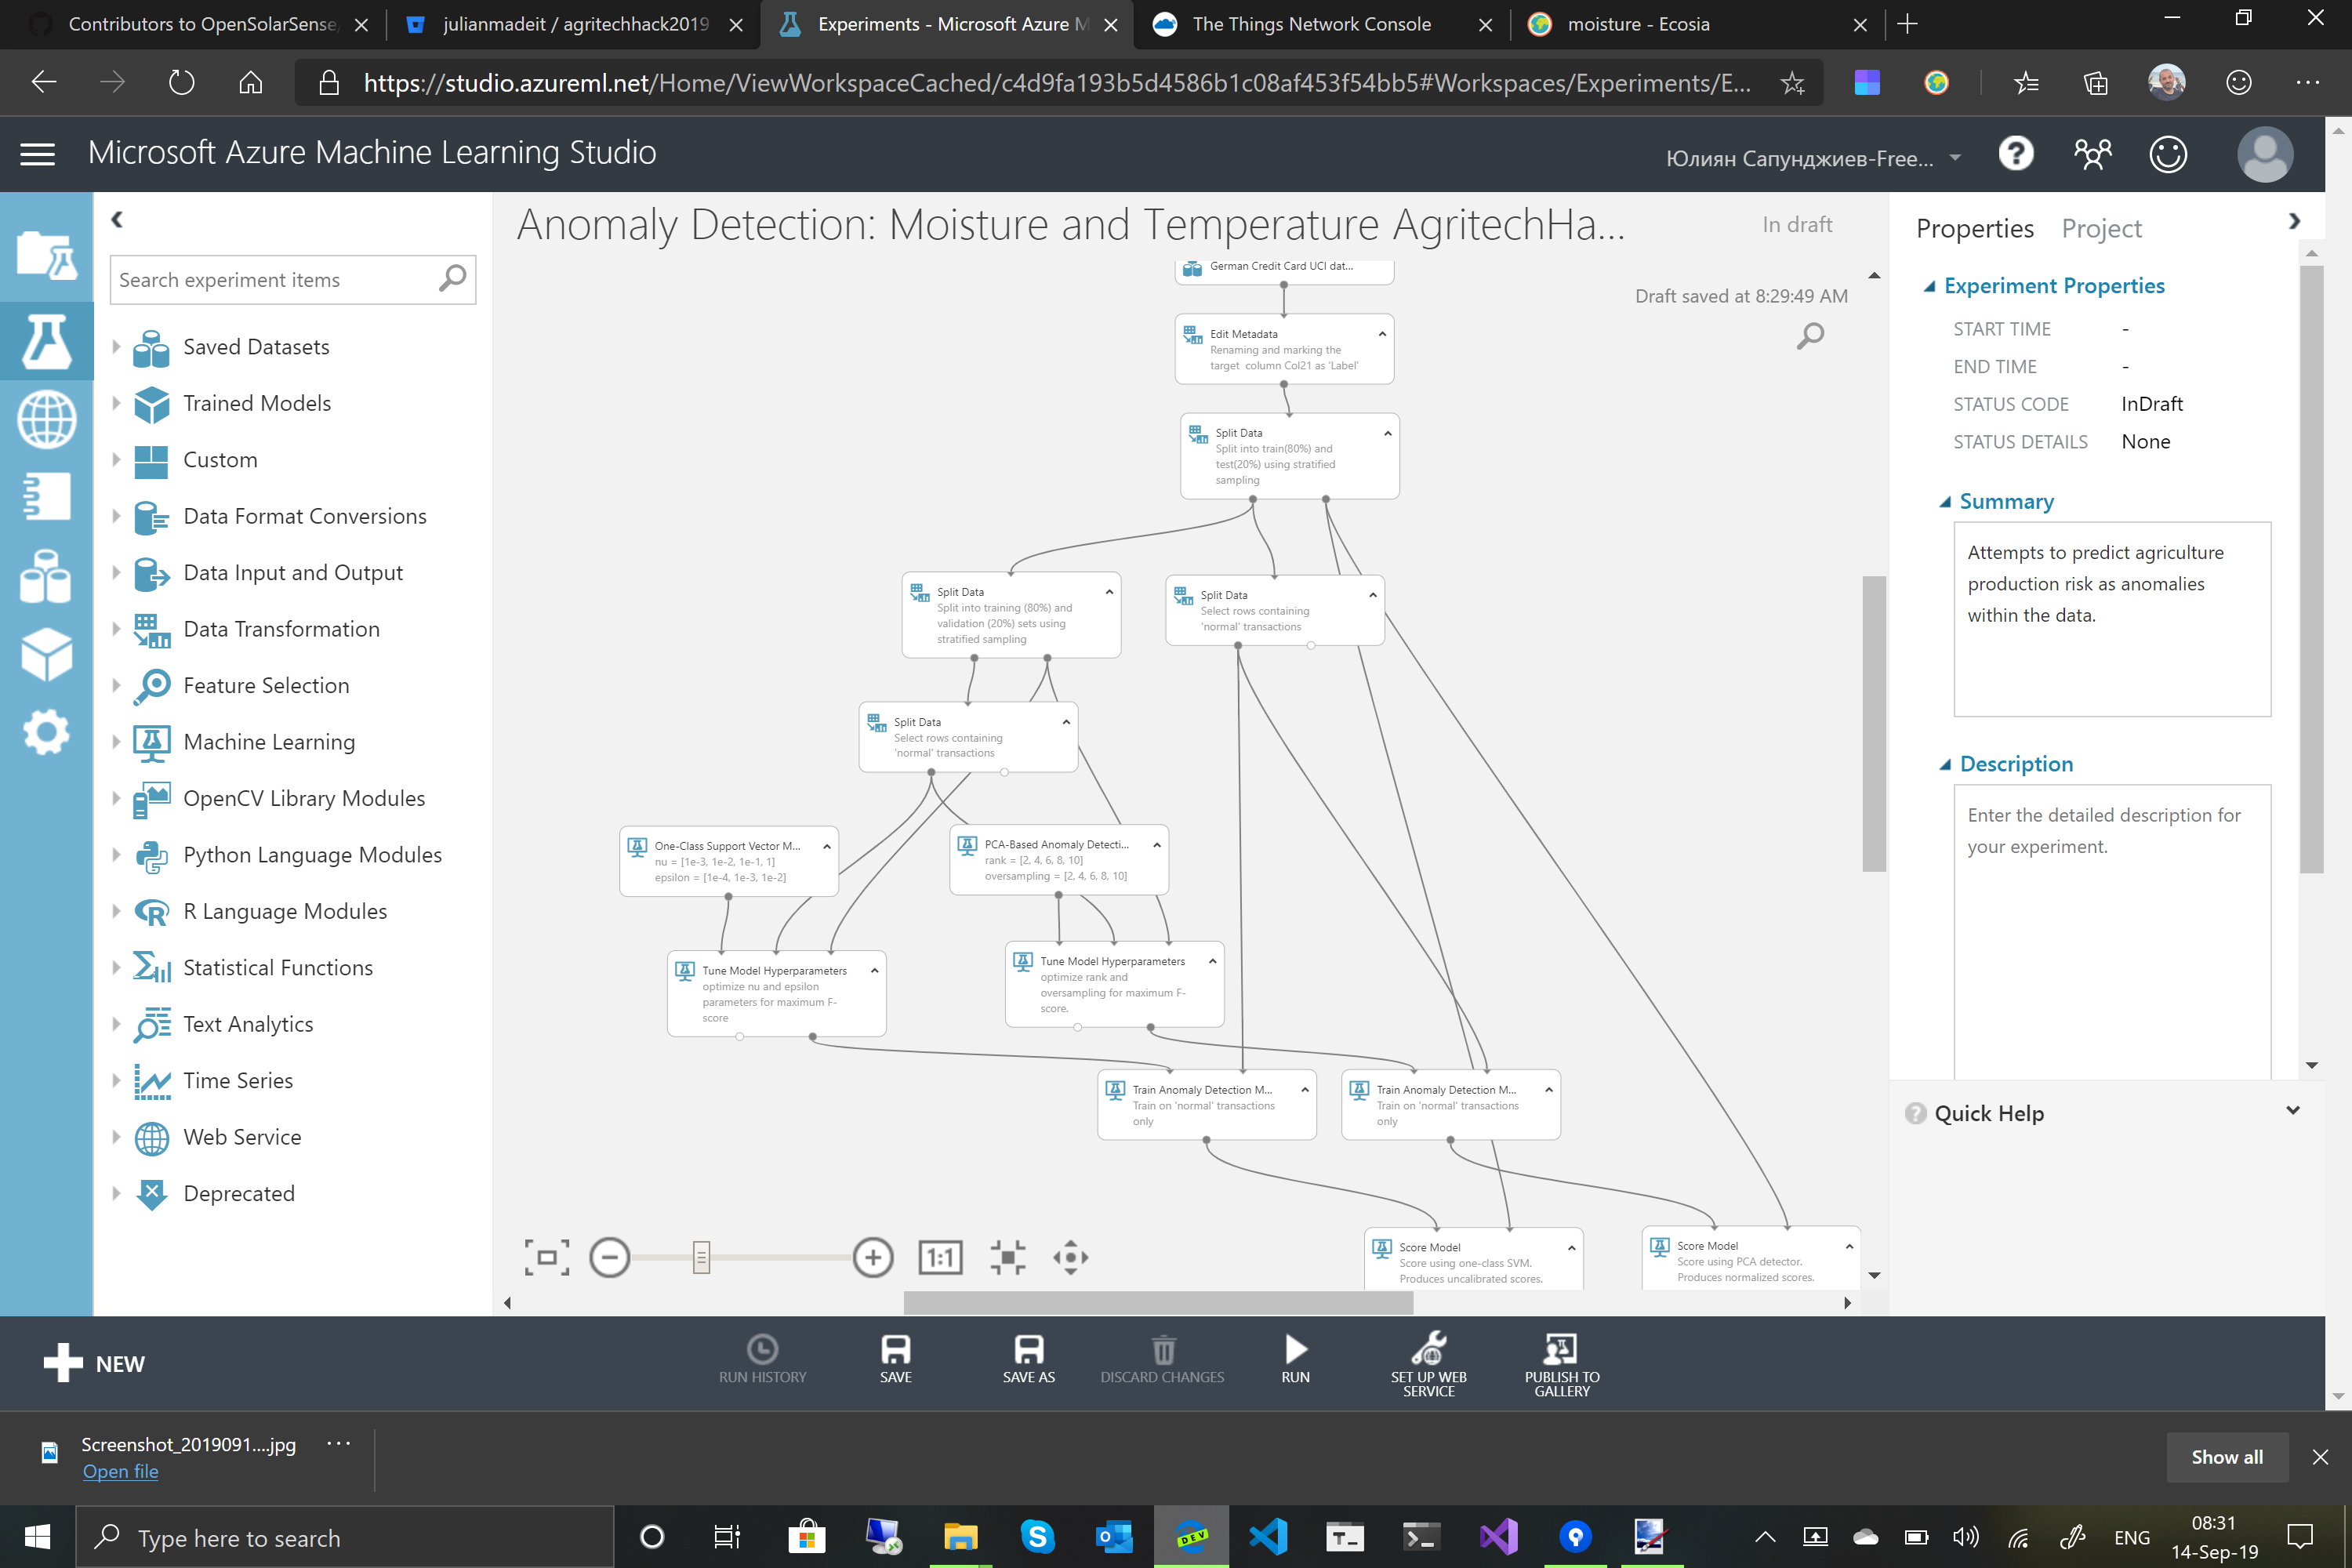 Contributors to OpenSolarSense/
julianmadeit / agritechhack2019
Experiments - Microsoft Azure M
The Things Network Console
moisture - Ecosia
https://studio.azureml.net/Home/ViewWorkspaceCached/c4d9fa193b5d4586b1c08af453f54bb5#Workspaces/Experiments/E...
Microsoft Azure Machine Learning Studio
Юлиян Сапунджиев-Free...
Search experiment items
Saved Datasets
Trained Models
Custom
Data Format Conversions
Data Input and Output
Data Transformation
Feature Selection
Machine Learning
OpenCV Library Modules
Python Language Modules
R Language Modules
Statistical Functions
Text Analytics
Time Series
Web Service
Deprecated
Anomaly Detection: Moisture and Temperature AgritechHa...
In draft
Draft saved at 8:29:49 AM
German Credit Card UCI dat...
Edit Metadata
Renaming and marking the
target column Col21 as 'Label'
Split Data
Split into train(80%) and
test(20%) using stratified
sampling
Split Data
Split into training (80%) and
validation (20%) sets using
stratified sampling
Split Data
Select rows containing
'normal' transactions
Split Data
Select rows containing
'normal' transactions
One-Class Support Vector M...
nu = [1e-3, 1e-2, 1e-1, 1]
epsilon = [1e-4, 1e-3, 1e-2]
PCA-Based Anomaly Detecti...
rank = [2, 4, 6, 8, 10]
oversampling = [2, 4, 6, 8, 10]
Tune Model Hyperparameters
optimize nu and epsilon
parameters for maximum F-
score
Tune Model Hyperparameters
optimize rank and
oversampling for maximum F-
score.
Train Anomaly Detection M...
Train on 'normal' transactions
only
Train Anomaly Detection M...
Train on 'normal' transactions
only
Score Model
Score using one-class SVM.
Produces uncalibrated scores.
Score Model
Score using PCA detector.
Produces normalized scores.
1:1
Properties
Project
Experiment Properties
START TIME -
END TIME -
STATUS CODE InDraft
STATUS DETAILS None
Summary
Attempts to predict agriculture
production risk as anomalies
within the data.
Description
Enter the detailed description for
your experiment.
Quick Help
NEW
RUN HISTORY
SAVE
SAVE AS
DISCARD CHANGES
RUN
SET UP WEB
SERVICE
PUBLISH TO
GALLERY
Screenshot_2019091....jpg
Open file
Show all
Type here to search
DEV
ENG
08:31
14-Sep-19